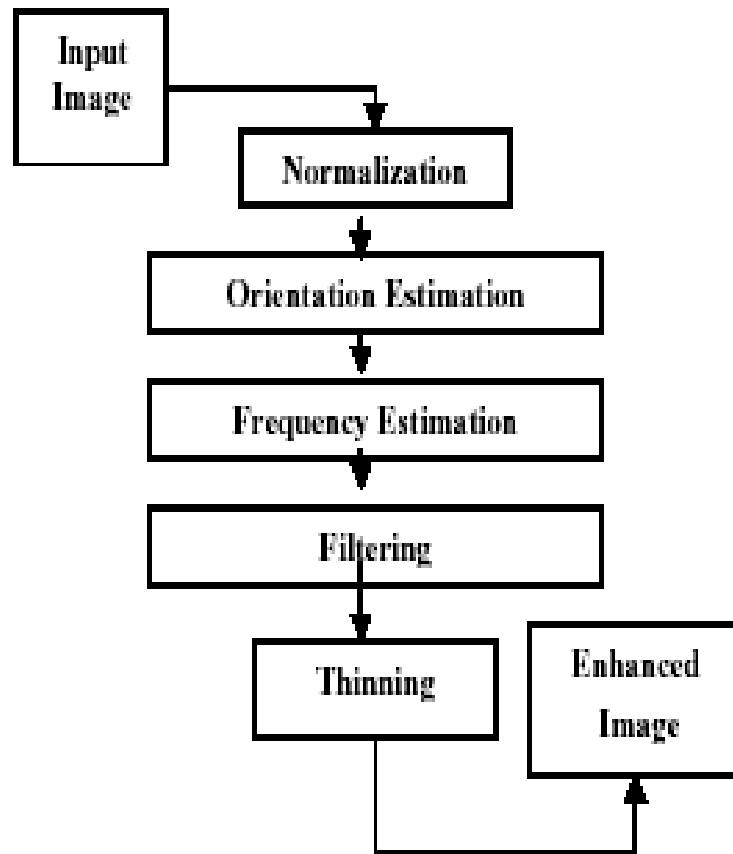 Input
Image
Normalization
Orientation Estimation
Frequency Estimation
Filtering
Thinning
Enhanced
Image